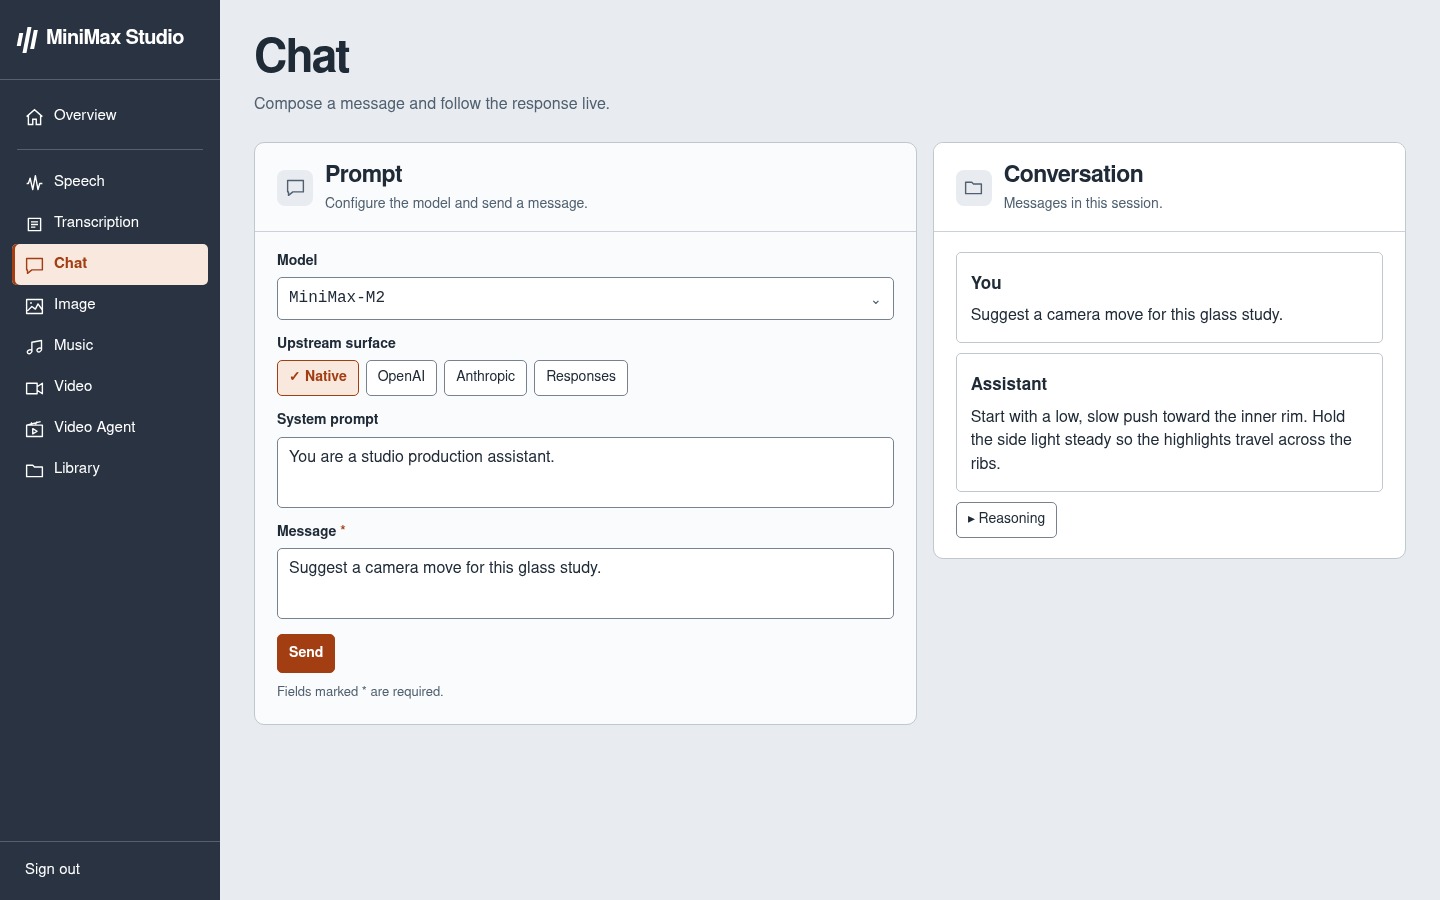 MiniMax Studio
Overview
Speech
Transcription
Chat
Image
Music
Video
Video Agent
Library
Sign out
Chat
Compose a message and follow the response live.
Prompt
Configure the model and send a message.
Model
MiniMax-M2
Upstream surface
✓ Native
OpenAI
Anthropic
Responses
System prompt
You are a studio production assistant.
Message *
Suggest a camera move for this glass study.
Send
Fields marked * are required.
Conversation
Messages in this session.
You
Suggest a camera move for this glass study.
Assistant
Start with a low, slow push toward the inner rim. Hold
the side light steady so the highlights travel across the
ribs.
▸ Reasoning